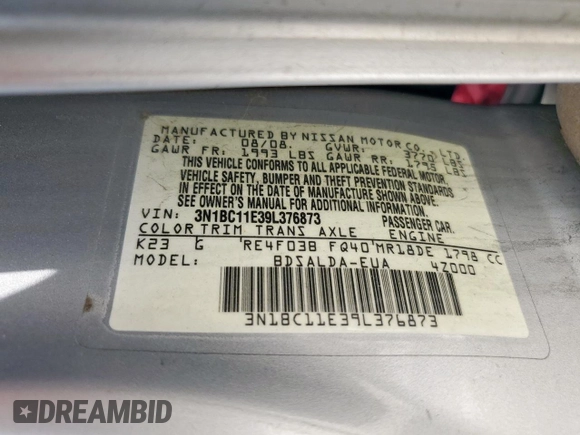 MANUFACTURED BY NISSAN MOTOR CO., LTD.
DATE: 08/08 GVWR: 3770 LBS
GAWR FR: 1993 LBS GAWR RR: 1795 LBS
THIS VEHICLE CONFORMS TO ALL APPLICABLE FEDERAL MOTOR
VEHICLE SAFETY, BUMPER AND THEFT PREVENTION STANDARDS
IN EFFECT ON THE DATE OF MANUFACTURE SHOWN ABOVE.
SEE OWNER'S MANUAL FOR ADDITIONAL INFORMATION.
VIN: 3N1BC11E39L376873 PASSENGER CAR
COLOR TRIM TRANS AXLE ENGINE
K23 G RE4F03B FQ40 MR18DE 1798 CC
MODEL: BDSALDA-EUA 4Z000
3N1BC11E39L376873
DREAMBID